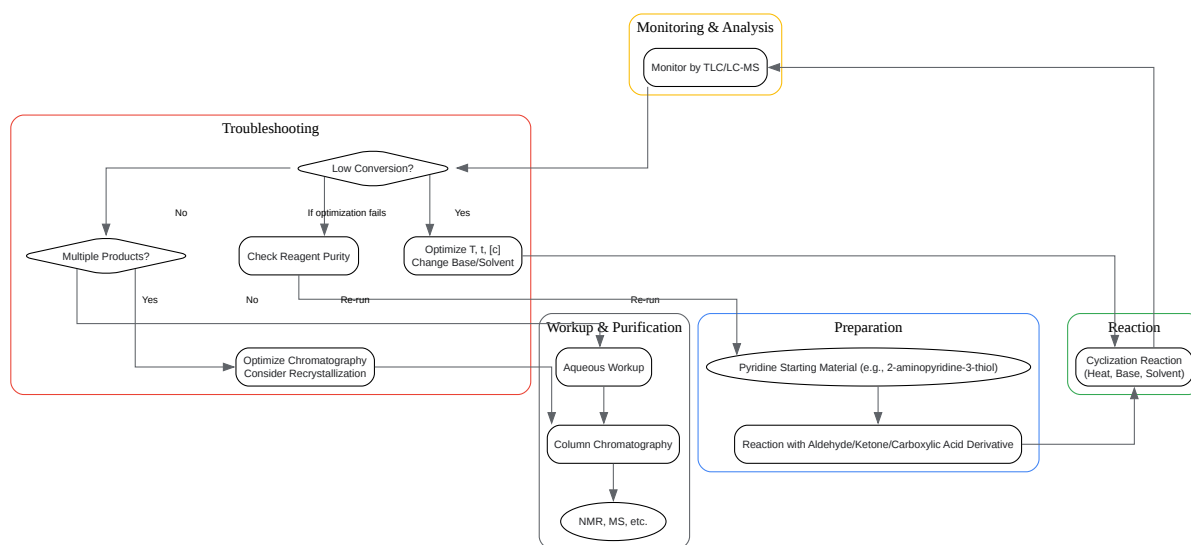 Monitoring & Analysis
Monitor by TLC/LC-MS
Troubleshooting
Low Conversion?
No
If optimization fails
Yes
Multiple Products?
Check Reagent Purity
Optimize T, t, [c]
Change Base/Solvent
Yes
No
Re-run
Re-run
Optimize Chromatography
Consider Recrystallization
Workup & Purification
Aqueous Workup
Column Chromatography
NMR, MS, etc.
Preparation
Pyridine Starting Material (e.g., 2-aminopyridine-3-thiol)
Reaction with Aldehyde/Ketone/Carboxylic Acid Derivative
Reaction
Cyclization Reaction
(Heat, Base, Solvent)